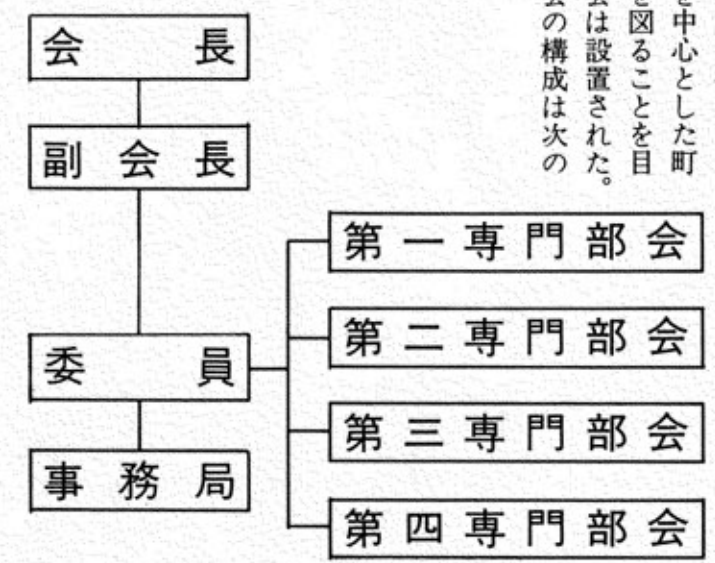 を中心とした町
を図ることを目
会は設置された。
会の構成は次の
会長
副会長
委員
事務局
第一専門部会
第二専門部会
第三専門部会
第四専門部会